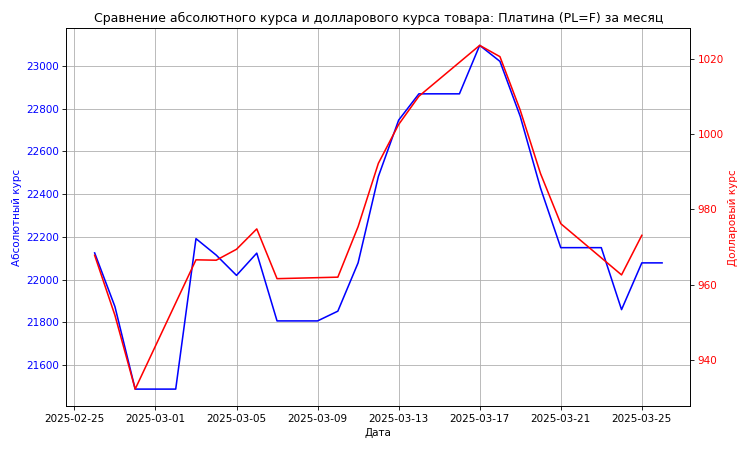 Сравнение абсолютного курса и долларового курса товара: Платина (PL=F) за месяц
23000
22800
22600
22400
22200
22000
21800
21600
Абсолютный курс
1020
1000
980
960
940
Долларовый курс
2025-02-25 2025-03-01 2025-03-05 2025-03-09 2025-03-13 2025-03-17 2025-03-21 2025-03-25
Дата